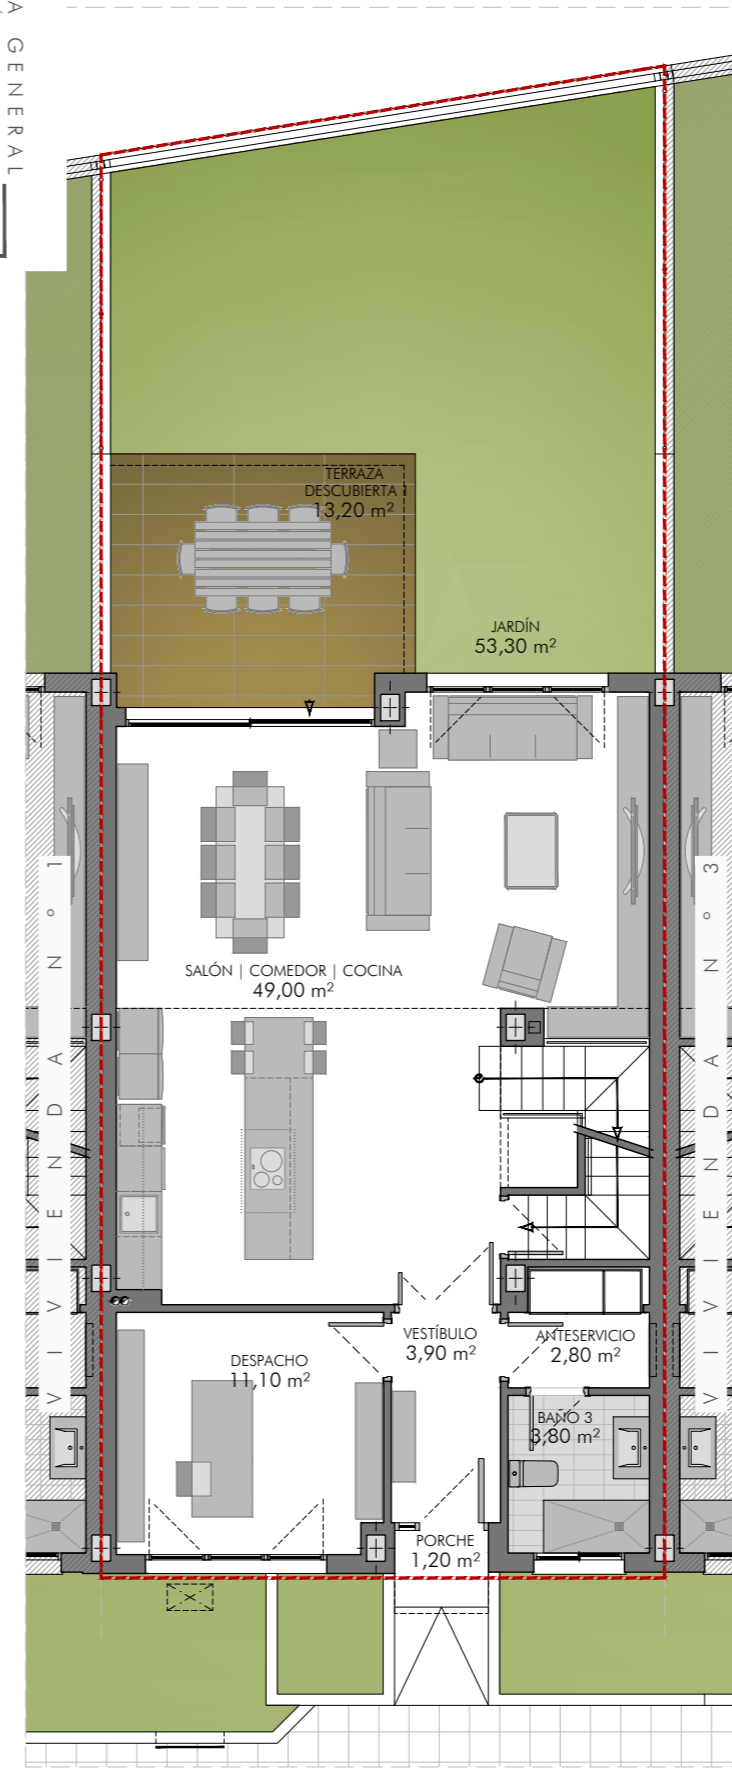 A GENERAL
TERRAZA
DESCUBIERTA
13,20 m²
JARDÍN
53,30 m²
VIVIENDA Nº 1
VIVIENDA Nº 3
SALÓN | COMEDOR | COCINA
49,00 m²
VESTÍBULO
3,90 m²
ANTESERVICIO
2,80 m²
DESPACHO
11,10 m²
BAÑO 3
3,80 m²
PORCHE
1,20 m²